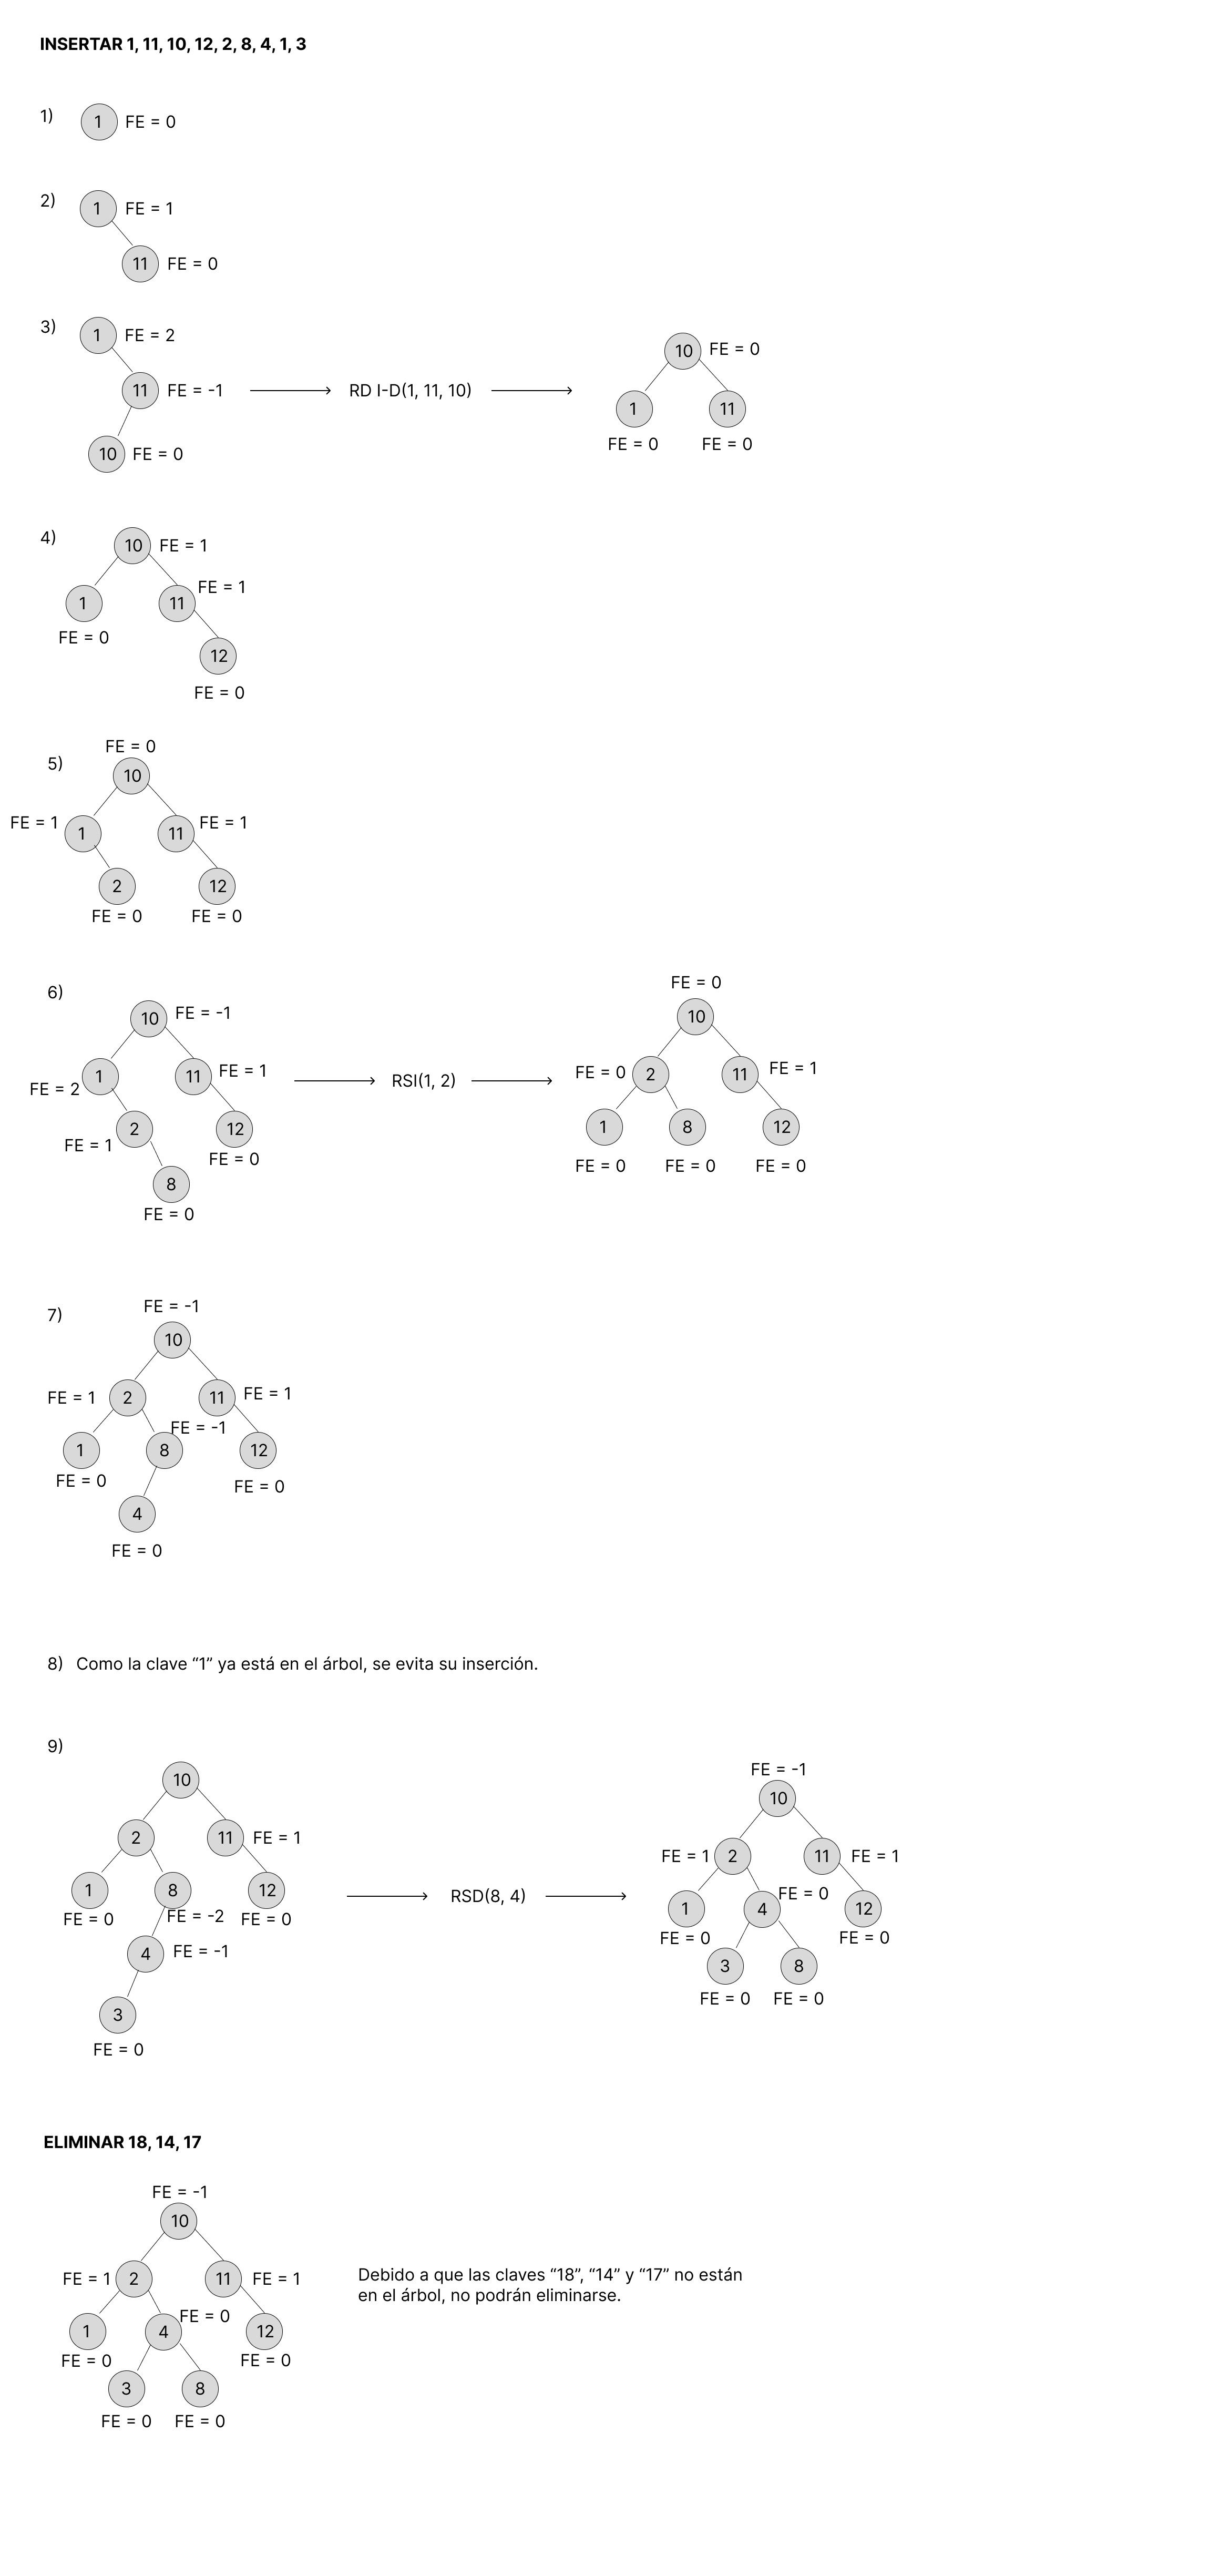 INSERTAR 1, 11, 10, 12, 2, 8, 4, 1, 3
1)
1 FE = 0
2)
1 FE = 1
11 FE = 0
3)
1 FE = 2
11 FE = -1
10 FE = 0
RD I-D(1, 11, 10)
10 FE = 0
1 11
FE = 0 FE = 0
4)
10 FE = 1
FE = 1
1 11
FE = 0
12
FE = 0
5)
FE = 0
10
FE = 1 1 11 FE = 1
2 12
FE = 0 FE = 0
6)
10 FE = -1
1 11 FE = 1
FE = 2
2 12
FE = 1 FE = 0
8
FE = 0
RSI(1, 2)
FE = 0
10
FE = 0 2 11 FE = 1
1 8 12
FE = 0 FE = 0 FE = 0
7)
FE = -1
10
FE = 1 2 11 FE = 1
FE = -1
1 8 12
FE = 0 FE = 0
4
FE = 0
8) Como la clave “1” ya está en el árbol, se evita su inserción.
9)
10
2 11 FE = 1
1 8 12
FE = 0 FE = -2 FE = 0
4 FE = -1
3
FE = 0
RSD(8, 4)
FE = -1
10
FE = 1 2 11 FE = 1
FE = 0
1 4 12
FE = 0 FE = 0
3 8
FE = 0 FE = 0
ELIMINAR 18, 14, 17
FE = -1
10
FE = 1 2 11 FE = 1
FE = 0
1 4 12
FE = 0 FE = 0
3 8
FE = 0 FE = 0
Debido a que las claves “18”, “14” y “17” no están
en el árbol, no podrán eliminarse.